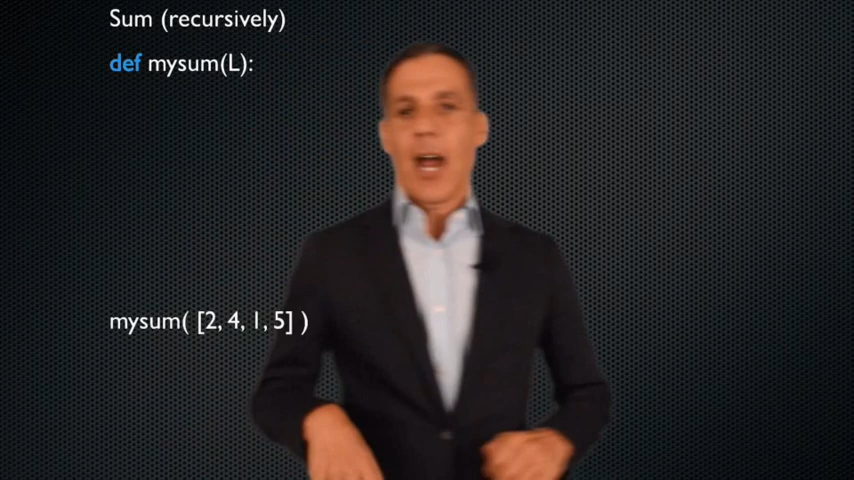 Sum (recursively)
def mysum(L):
mysum( [2, 4, 1, 5] )